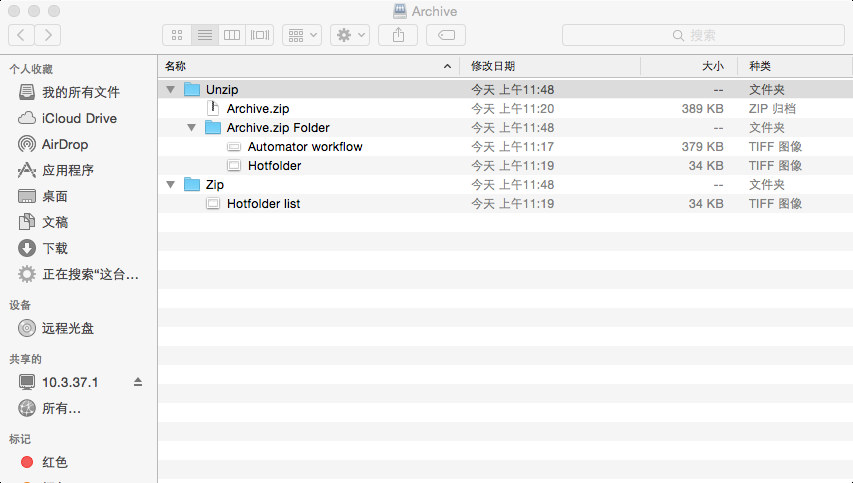 Archive
搜索
个人收藏
我的所有文件
iCloud Drive
AirDrop
应用程序
桌面
文稿
下载
正在搜索“这台…
设备
远程光盘
共享的
10.3.37.1
所有…
标记
红色
名称 修改日期 大小 种类
Unzip 今天 上午11:48 -- 文件夹
Archive.zip 今天 上午11:20 389 KB ZIP 归档
Archive.zip Folder 今天 上午11:48 -- 文件夹
Automator workflow 今天 上午11:17 379 KB TIFF 图像
Hotfolder 今天 上午11:19 34 KB TIFF 图像
Zip 今天 上午11:48 -- 文件夹
Hotfolder list 今天 上午11:19 34 KB TIFF 图像